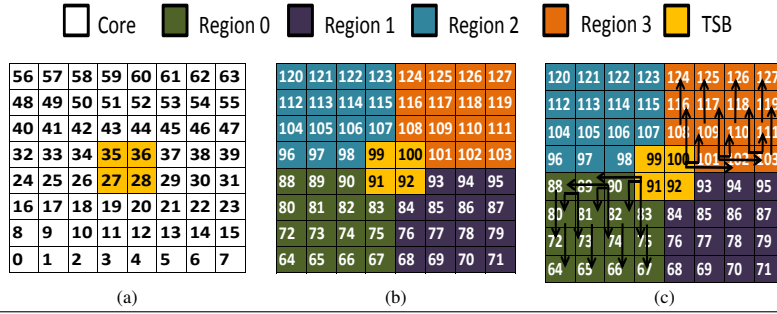 Core Region 0 Region 1 Region 2 Region 3 TSB
56 57 58 59 60 61 62 63 120 121 122 123 124 125 126 127 120 121 122 123 124 125 126 127
48 49 50 51 52 53 54 55 112 113 114 115 116 117 118 119 112 113 114 115 116 117 118 119
40 41 42 43 44 45 46 47 104 105 106 107 108 109 110 111 104 105 106 107 108 109 110 111
32 33 34 35 36 37 38 39 96 97 98 99 100 101 102 103 96 97 98 99 100 101 102 103
24 25 26 27 28 29 30 31 88 89 90 91 92 93 94 95 88 89 90 91 92 93 94 95
16 17 18 19 20 21 22 23 80 81 82 83 84 85 86 87 80 81 82 83 84 85 86 87
8 9 10 11 12 13 14 15 72 73 74 75 76 77 78 79 72 73 74 75 76 77 78 79
0 1 2 3 4 5 6 7 64 65 66 67 68 69 70 71 64 65 66 67 68 69 70 71
(a) (b) (c)